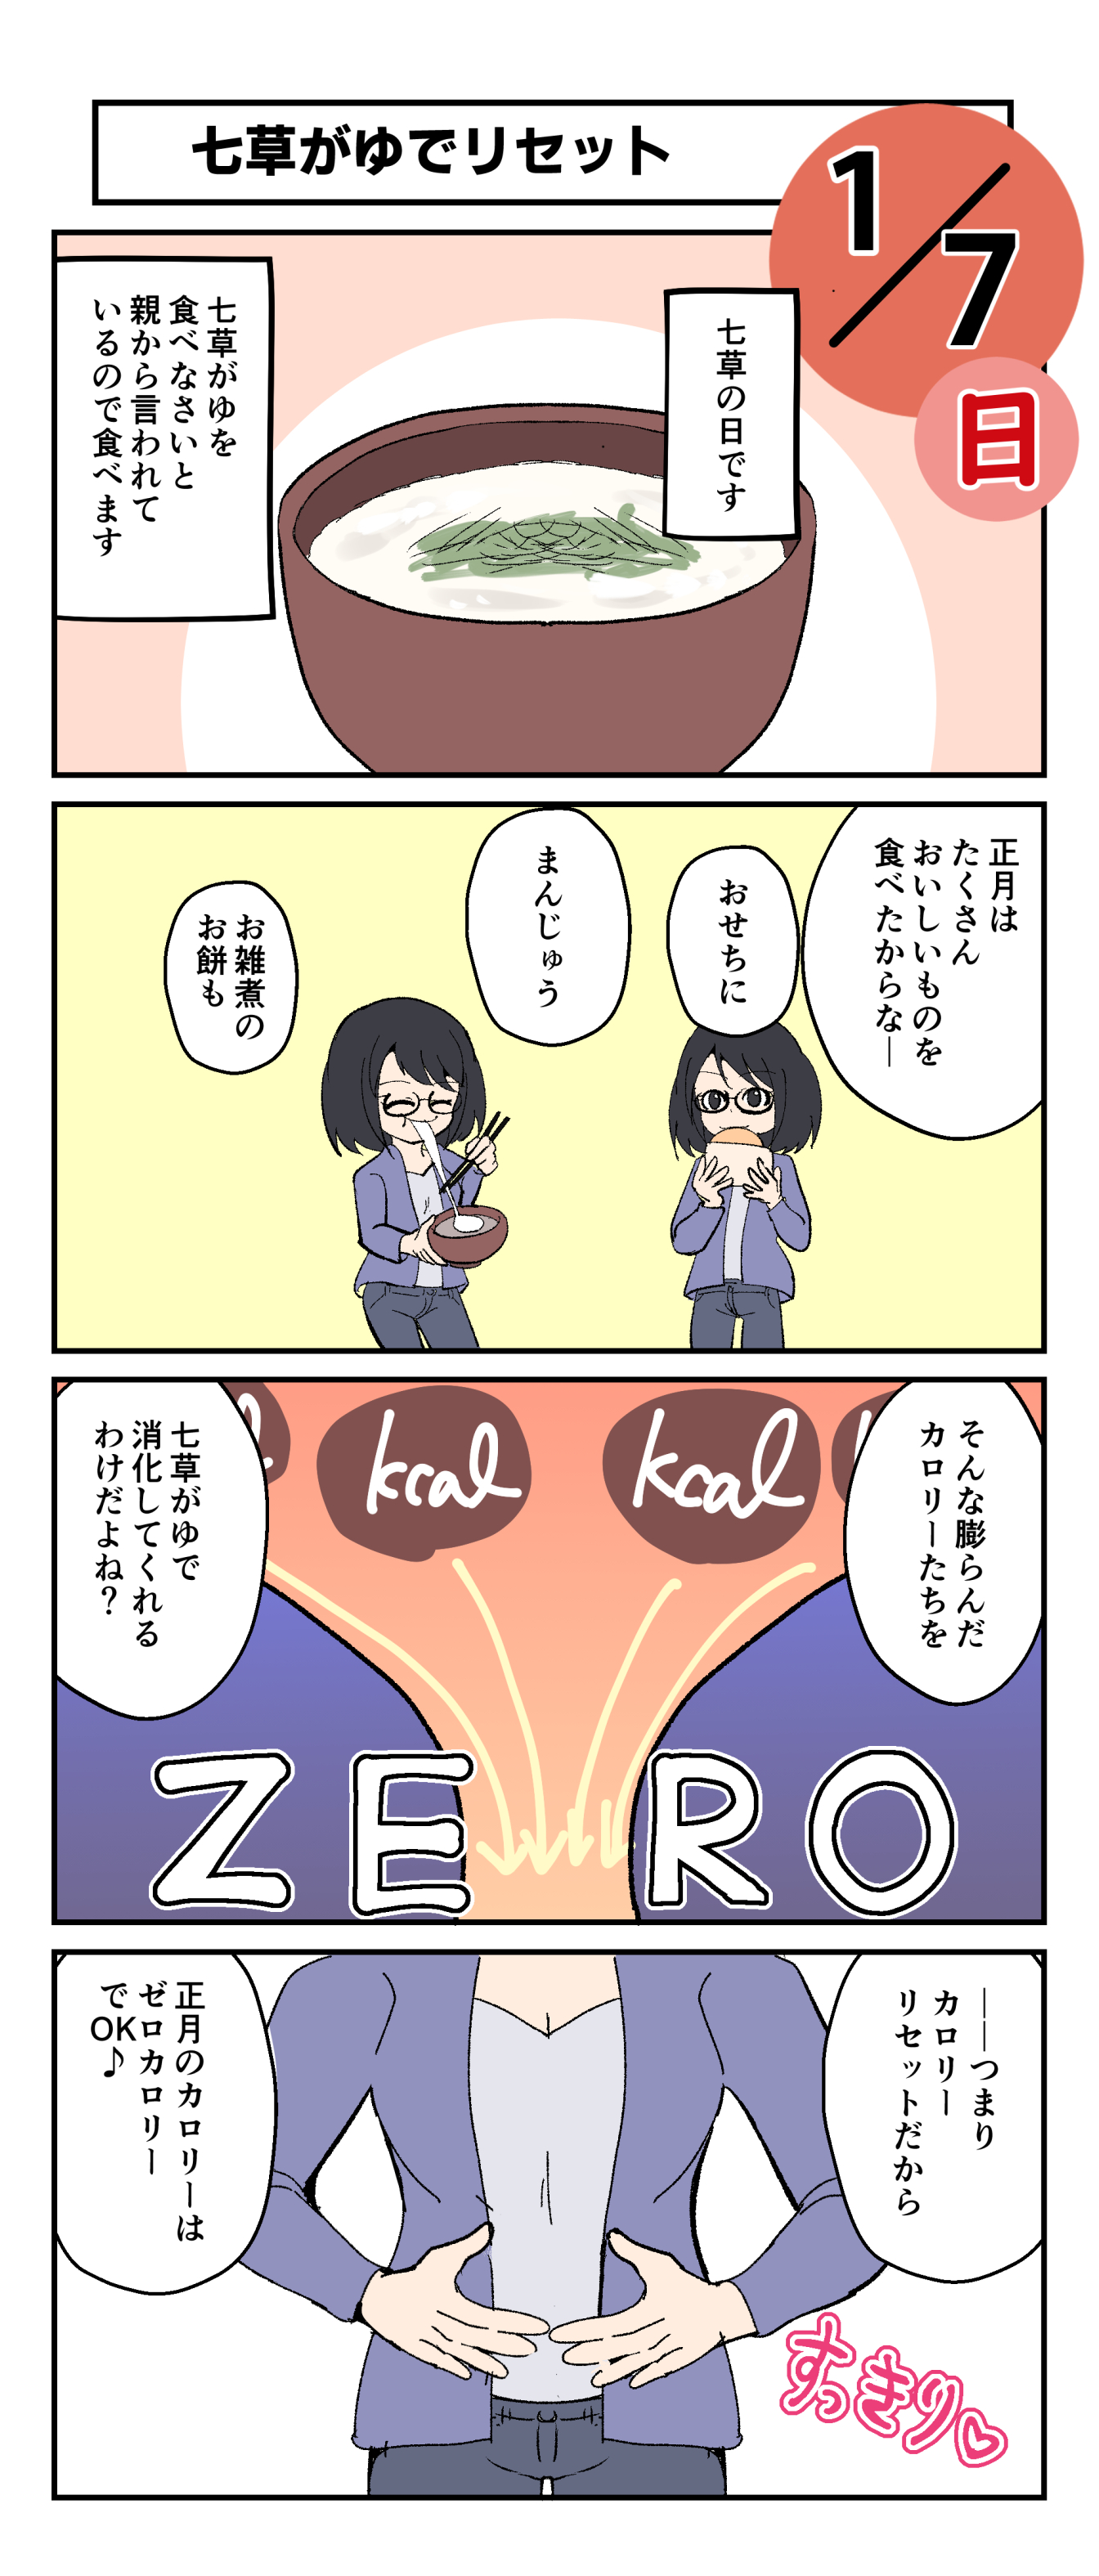 七草がゆでリセット
1/7
日
七草の日です
七草がゆを
食べなさいと
親から言われて
いるので食べます
正月は
たくさん
おいしいものを
食べたからな―
おせちに
まんじゅう
お雑煮の
お餅も
そんな膨らんだ
カロリーたちを
kcal
kcal
七草がゆで
消化してくれる
わけだよね？
ZERO
――つまり
カロリー
リセットだから
正月のカロリーは
ゼロカロリー
でOK♪
すっきり♡